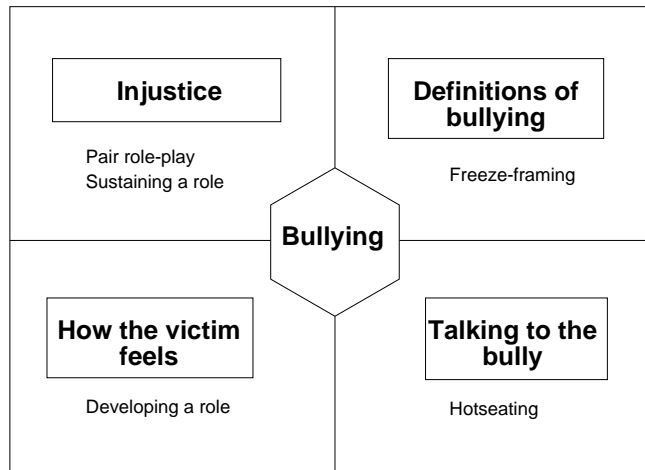 Injustice
Pair role-play
Sustaining a role
Definitions of
bullying
Freeze-framing
Bullying
How the victim
feels
Developing a role
Talking to the
bully
Hotseating